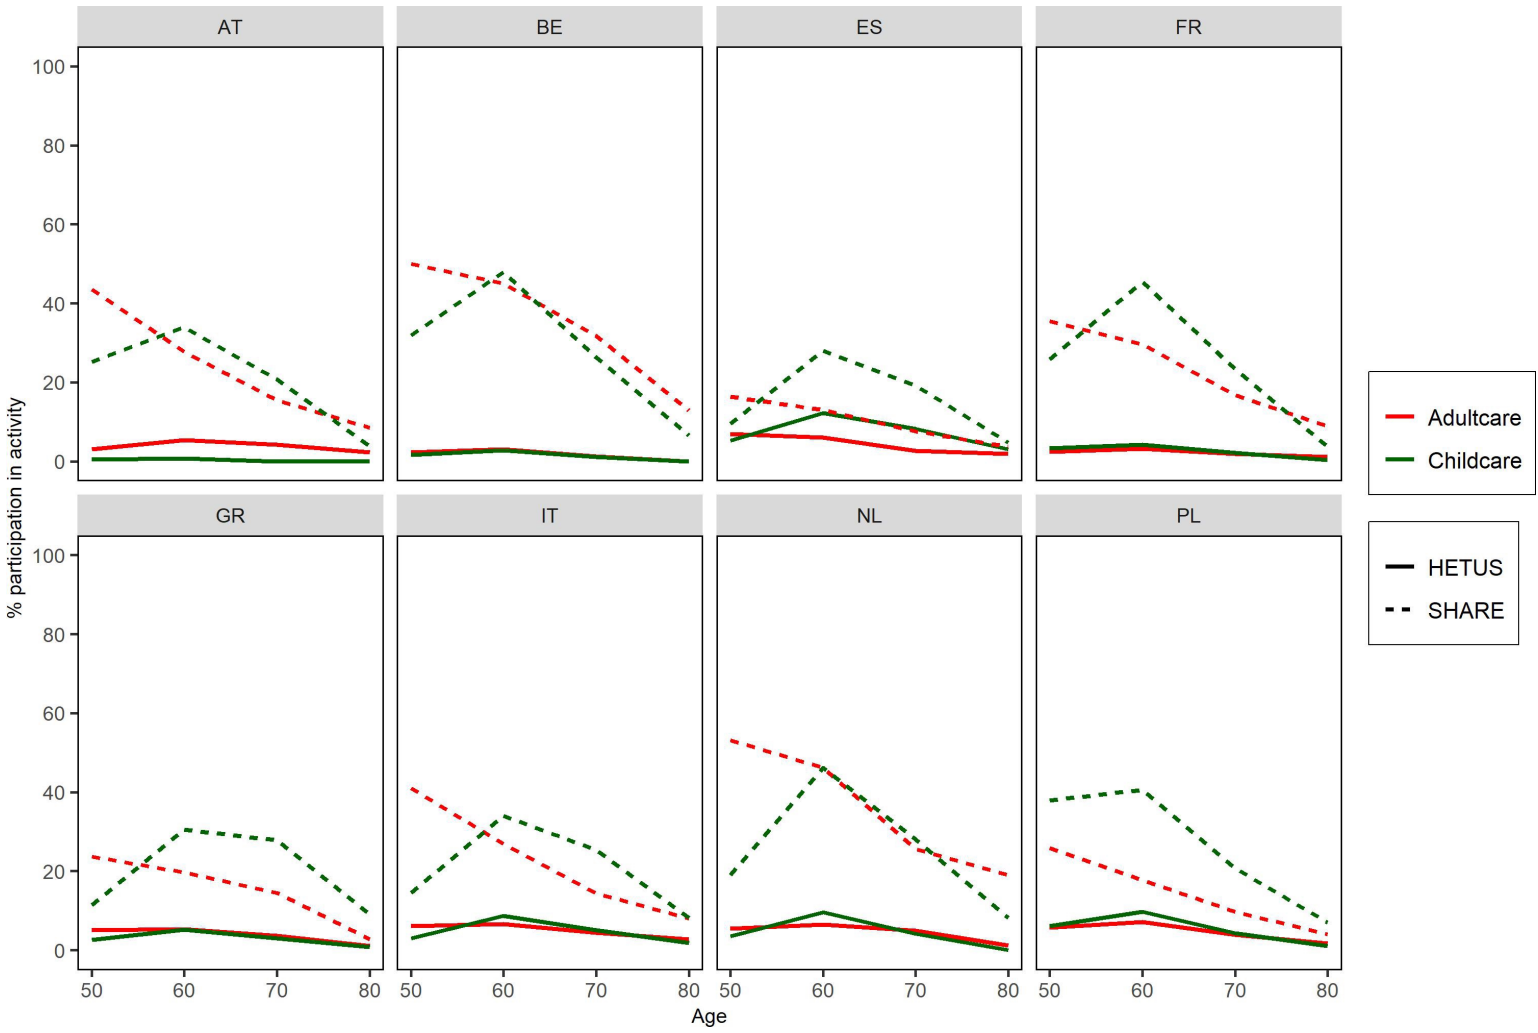 AT BE ES FR
100
80
60
40
20
0
GR IT NL PL
100
80
60
40
20
0
50 60 70 80 50 60 70 80 50 60 70 80 50 60 70 80
Age
% participation in activity
Adultcare
Childcare
HETUS
SHARE